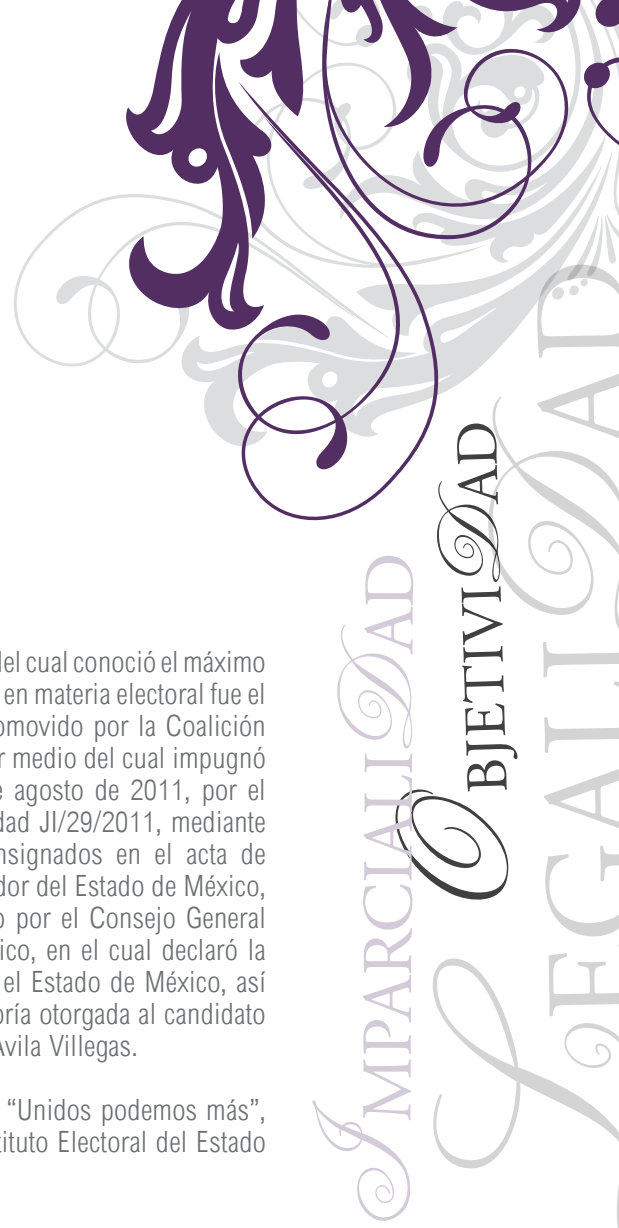 del cual conoció el máximo
en materia electoral fue el
omovido por la Coalición
r medio del cual impugnó
e agosto de 2011, por el
dad JI/29/2011, mediante
nsignados en el acta de
dor del Estado de México,
o por el Consejo General
ico, en el cual declaró la
el Estado de México, así
oría otorgada al candidato
Avila Villegas.
“Unidos podemos más”,
tituto Electoral del Estado
IMPARCIALIDAD
OBJETIVIDAD
LEGALIDAD